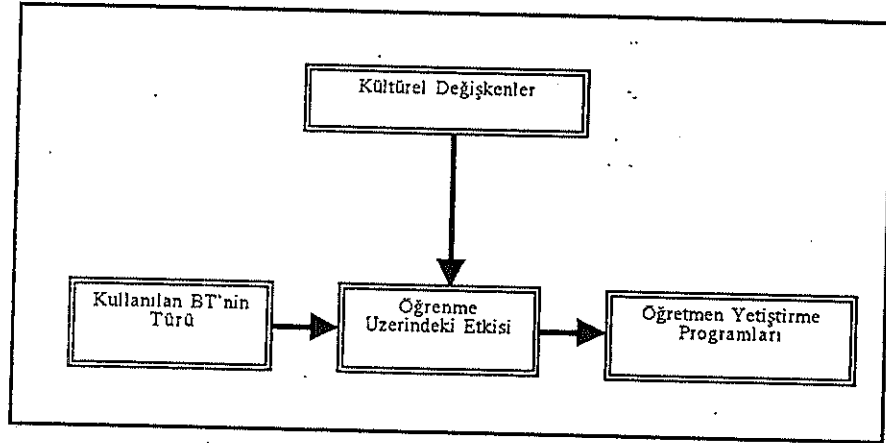 Kültürel Değişkenler
Kullanılan BT'nin
Türü
Öğrenme
Üzerindeki Etkisi
Öğretmen Yetiştirme
Programları